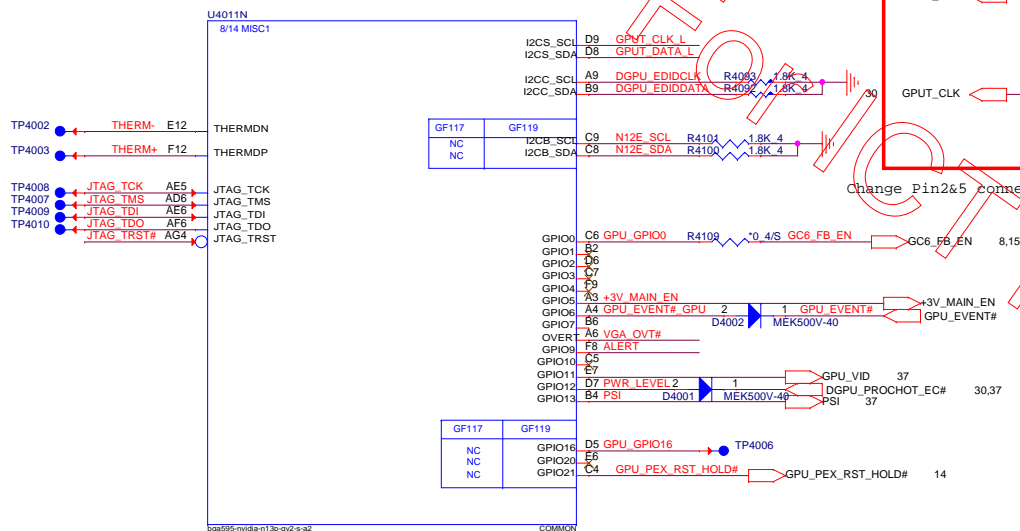 U4011N
8/14 MISC1
I2CS_SCL D9 GPUT_CLK_L
I2CS_SDA D8 GPUT_DATA_L
I2CC_SCL A9 DGPU_EDIDCLK R4093 1.8K_4
I2CC_SDA B9 DGPU_EDIDDATA R4092 1.8K_4
30 GPUT_CLK
TP4002 THERM- E12 THERMDN
TP4003 THERM+ F12 THERMDP
GF117 GF119
NC
NC
I2CB_SCL C9 N12E_SCL R4101 1.8K_4
I2CB_SDA C8 N12E_SDA R4100 1.8K_4
Change Pin2&5 conne
TP4008 JTAG_TCK AE5 JTAG_TCK
TP4007 JTAG_TMS AD6 JTAG_TMS
TP4009 JTAG_TDI AE6 JTAG_TDI
TP4010 JTAG_TDO AF6 JTAG_TDO
JTAG_TRST# AG4 JTAG_TRST
GPIO0 C6 GPU_GPIO0 R4109 *0_4/S GC6_FB_EN GC6_FB_EN 8,15
GPIO1 B2
GPIO2 D6
GPIO3 C7
GPIO4 F9
GPIO5 A3 +3V_MAIN_EN +3V_MAIN_EN
GPIO6 A4 GPU_EVENT#_GPU 2 D4002 1 MEK500V-40 GPU_EVENT# GPU_EVENT#
GPIO7 B6
OVERT A6 VGA_OVT#
GPIO9 F8 ALERT
GPIO10 C5
GPIO11 E7 GPU_VID 37
GPIO12 D7 PWR_LEVEL 2 D4001 1 MEK500V-40 DGPU_PROCHOT_EC# 30,37
GPIO13 B4 PSI PSI 37
GF117 GF119
NC
NC
NC
GPIO16 D5 GPU_GPIO16 TP4006
GPIO20 E6
GPIO21 C4 GPU_PEX_RST_HOLD# GPU_PEX_RST_HOLD# 14
bga595-nvidia-n13p-gv2-s-a2 COMMON